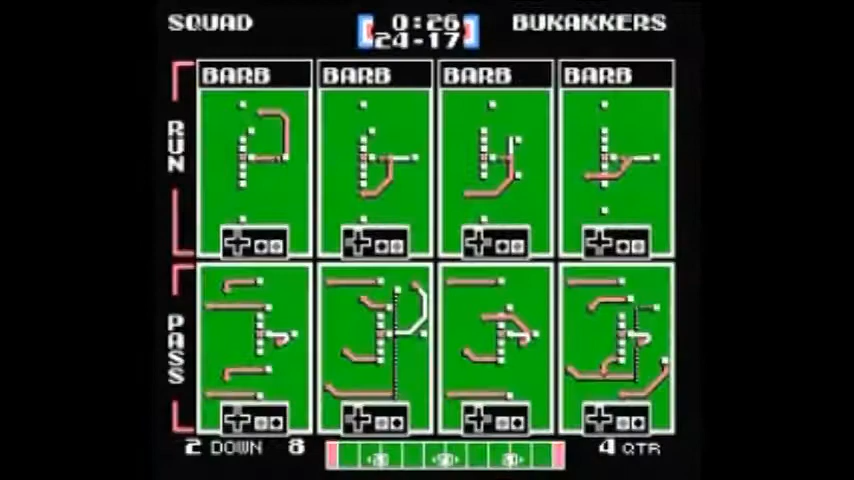 SQUAD 0:26 BUKAKKERS
24-17
BARB BARB BARB BARB
RUN
PASS
2 DOWN 8 4 QTR